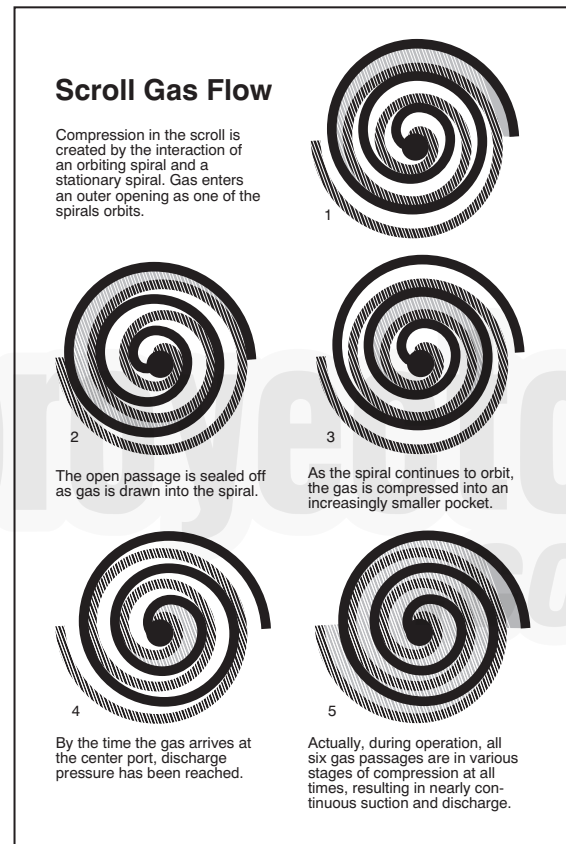 Scroll Gas Flow
Compression in the scroll is
created by the interaction of
an orbiting spiral and a
stationary spiral. Gas enters
an outer opening as one of the
spirals orbits.
1
2
The open passage is sealed off
as gas is drawn into the spiral.
3
As the spiral continues to orbit,
the gas is compressed into an
increasingly smaller pocket.
4
By the time the gas arrives at
the center port, discharge
pressure has been reached.
5
Actually, during operation, all
six gas passages are in various
stages of compression at all
times, resulting in nearly con-
tinuous suction and discharge.